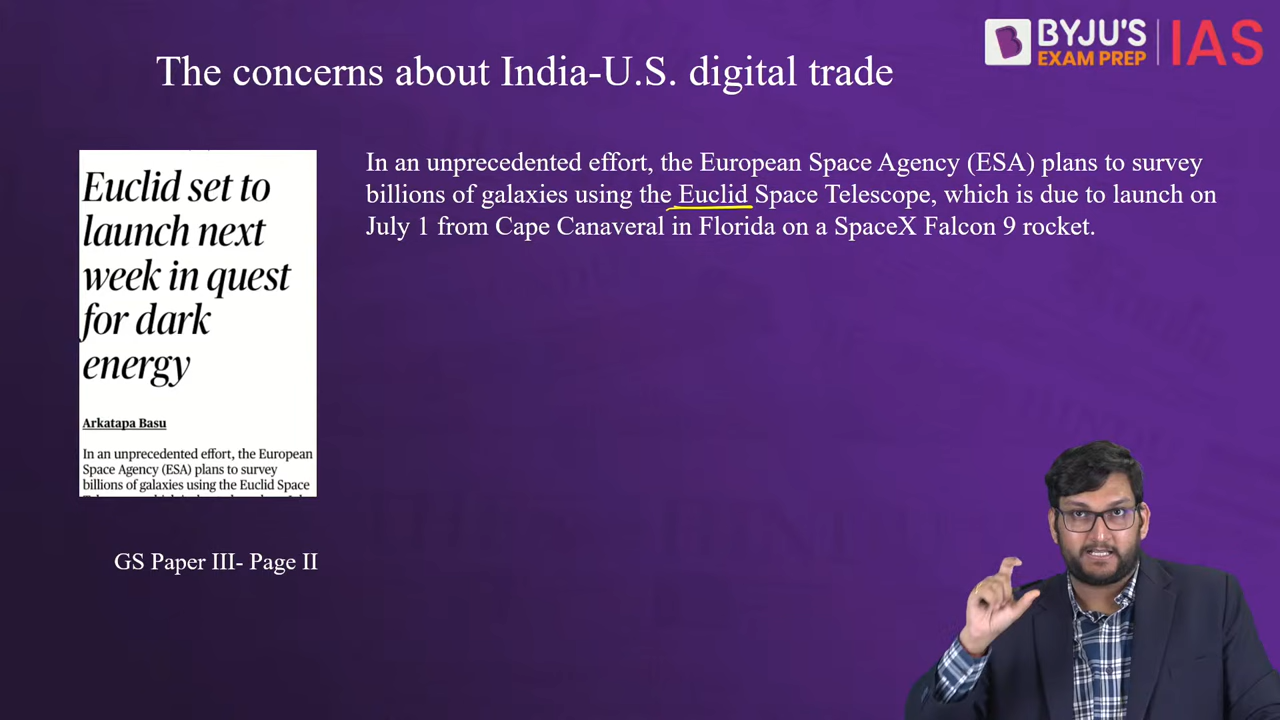 The concerns about India-U.S. digital trade
BYJU'S
EXAM PREP
IAS
Euclid set to
launch next
week in quest
for dark
energy
Arkatapa Basu
In an unprecedented effort, the European
Space Agency (ESA) plans to survey
billions of galaxies using the Euclid Space
GS Paper III- Page II
In an unprecedented effort, the European Space Agency (ESA) plans to survey
billions of galaxies using the Euclid Space Telescope, which is due to launch on
July 1 from Cape Canaveral in Florida on a SpaceX Falcon 9 rocket.